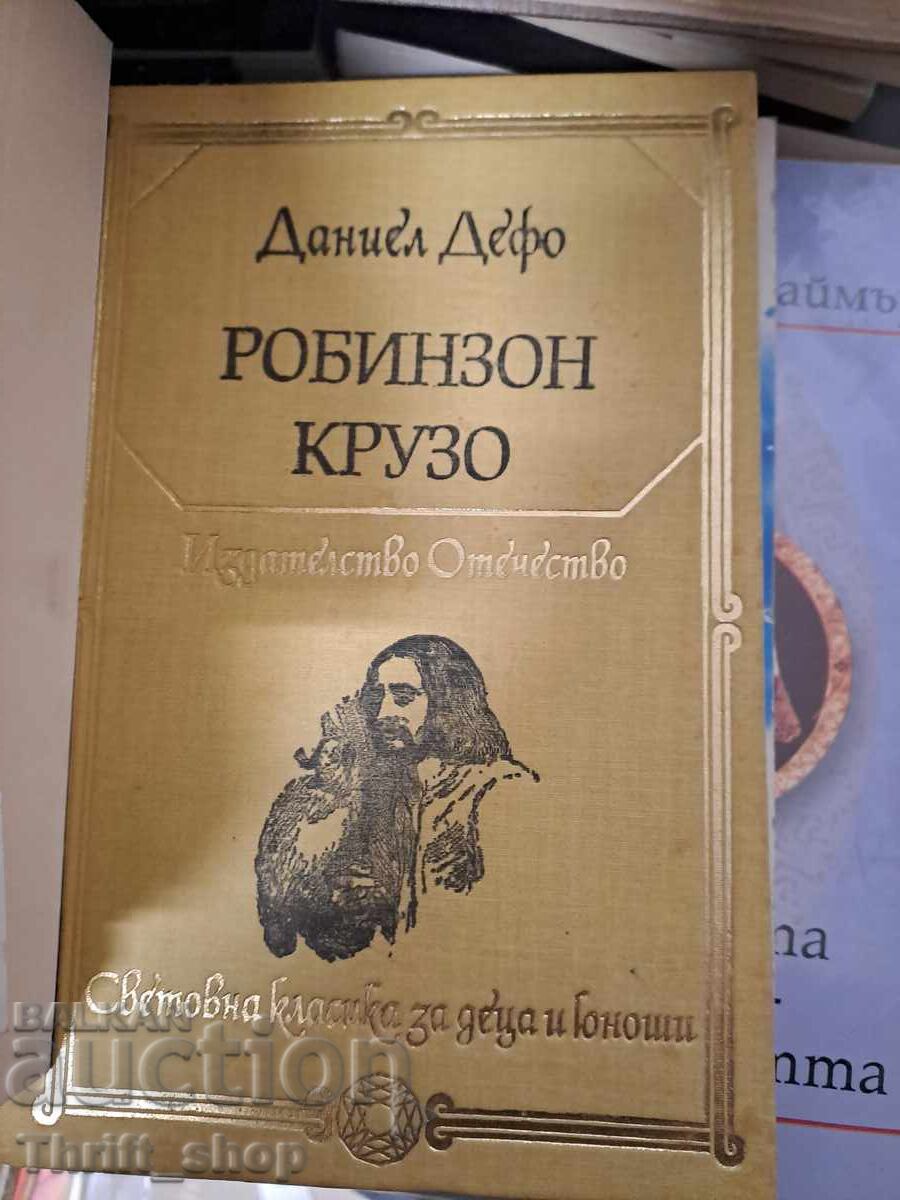 Даниел Дефо
РОБИНЗОН
КРУЗО
Издателство Отечество
Световна класика за деца и юноши
BALKAN
auction
Thrift_shop